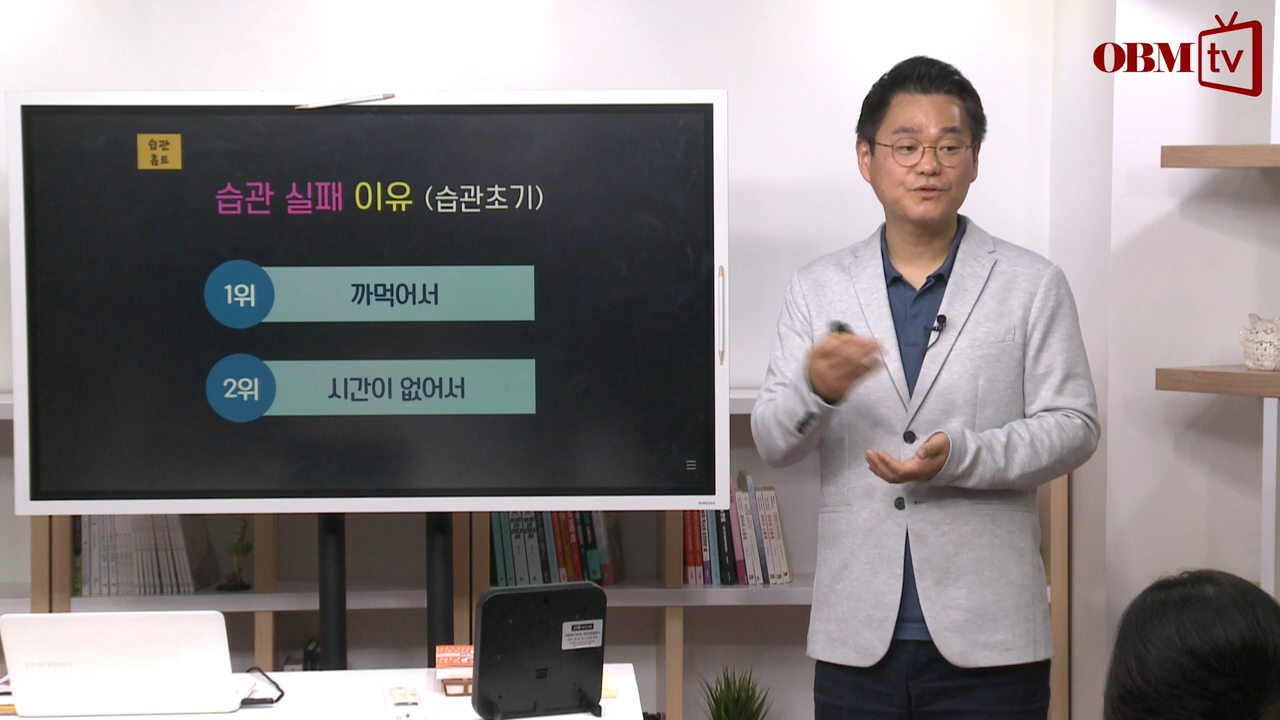 OBM tv
습관
홈트
습관 실패 이유 (습관초기)
1위 까먹어서
2위 시간이 없어서
SAMSUNG